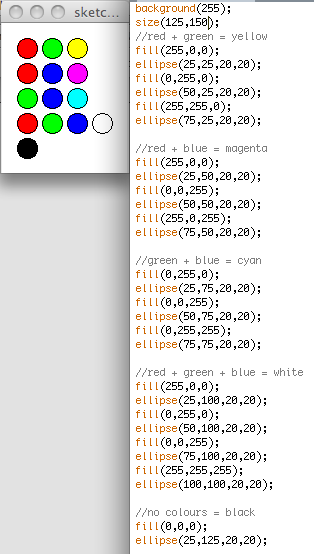 sketc...
background(255);
size(125,150);
//red + green = yellow
fill(255,0,0);
ellipse(25,25,20,20);
fill(0,255,0);
ellipse(50,25,20,20);
fill(255,255,0);
ellipse(75,25,20,20);
//red + blue = magenta
fill(255,0,0);
ellipse(25,50,20,20);
fill(0,0,255);
ellipse(50,50,20,20);
fill(255,0,255);
ellipse(75,50,20,20);
//green + blue = cyan
fill(0,255,0);
ellipse(25,75,20,20);
fill(0,0,255);
ellipse(50,75,20,20);
fill(0,255,255);
ellipse(75,75,20,20);
//red + green + blue = white
fill(255,0,0);
ellipse(25,100,20,20);
fill(0,255,0);
ellipse(50,100,20,20);
fill(0,0,255);
ellipse(75,100,20,20);
fill(255,255,255);
ellipse(100,100,20,20);
//no colours = black
fill(0,0,0);
ellipse(25,125,20,20);